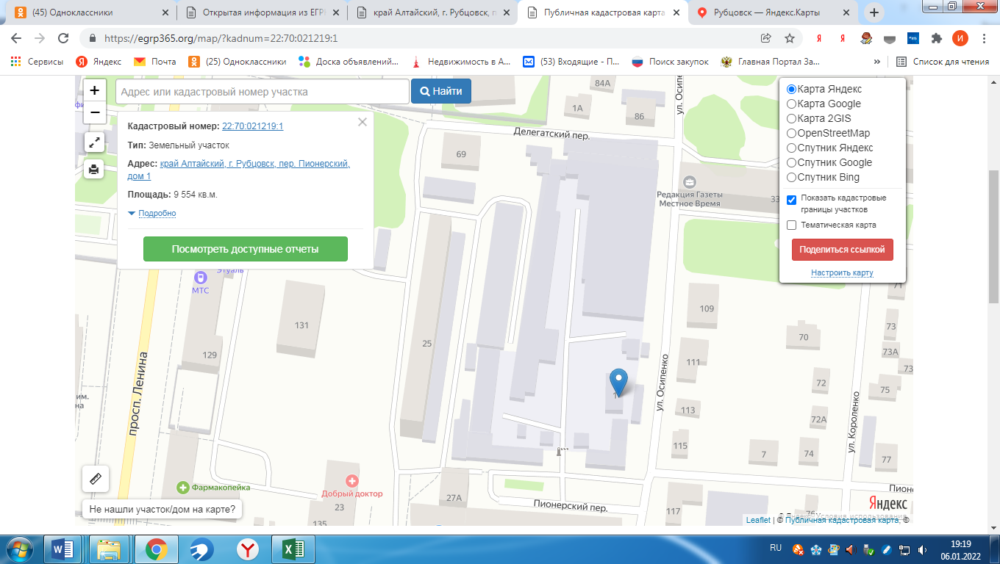 (45) Одноклассники
Открытая информация из ЕГРН
край Алтайский, г. Рубцовск, п
Публичная кадастровая карта
Рубцовск — Яндекс.Карты
https://egrp365.org/map/?kadnum=22:70:021219:1
Сервисы
Яндекс
Почта
(25) Одноклассники
Доска объявлений...
Недвижимость в А...
(53) Входящие - П...
Поиск закупок
Главная Портал За...
»
Список для чтения
+
−
Адрес или кадастровый номер участка
Найти
Кадастровый номер: 22:70:021219:1
Тип: Земельный участок
Адрес: край Алтайский, г. Рубцовск, пер. Пионерский,
дом 1
Площадь: 9 554 кв.м.
Подробно
Посмотреть доступные отчеты
Карта Яндекс
Карта Google
Карта 2GIS
OpenStreetMap
Спутник Яндекс
Спутник Google
Спутник Bing
Показать кадастровые
границы участков
Тематическая карта
Поделиться ссылкой
Настроить карту
84А
1А
86
ул. Осипенко
Делегатский пер.
69
Редакция Газеты
Местное Время
33
Этуаль
МТС
131
129
25
просп. Ленина
им.
109
111
113
115
117
ул. Осипенко
70
71
73
73А
73
75
72
72А
74
7
77
76
ул. Короленко
Фармакопейка
Добрый доктор
23
135
27А
Пионерский пер.
Пионе
Яндекс
Условия использования
Не нашли участок/дом на карте?
Leaflet | © Публичная кадастровая карта, ©
RU
19:19
06.01.2022